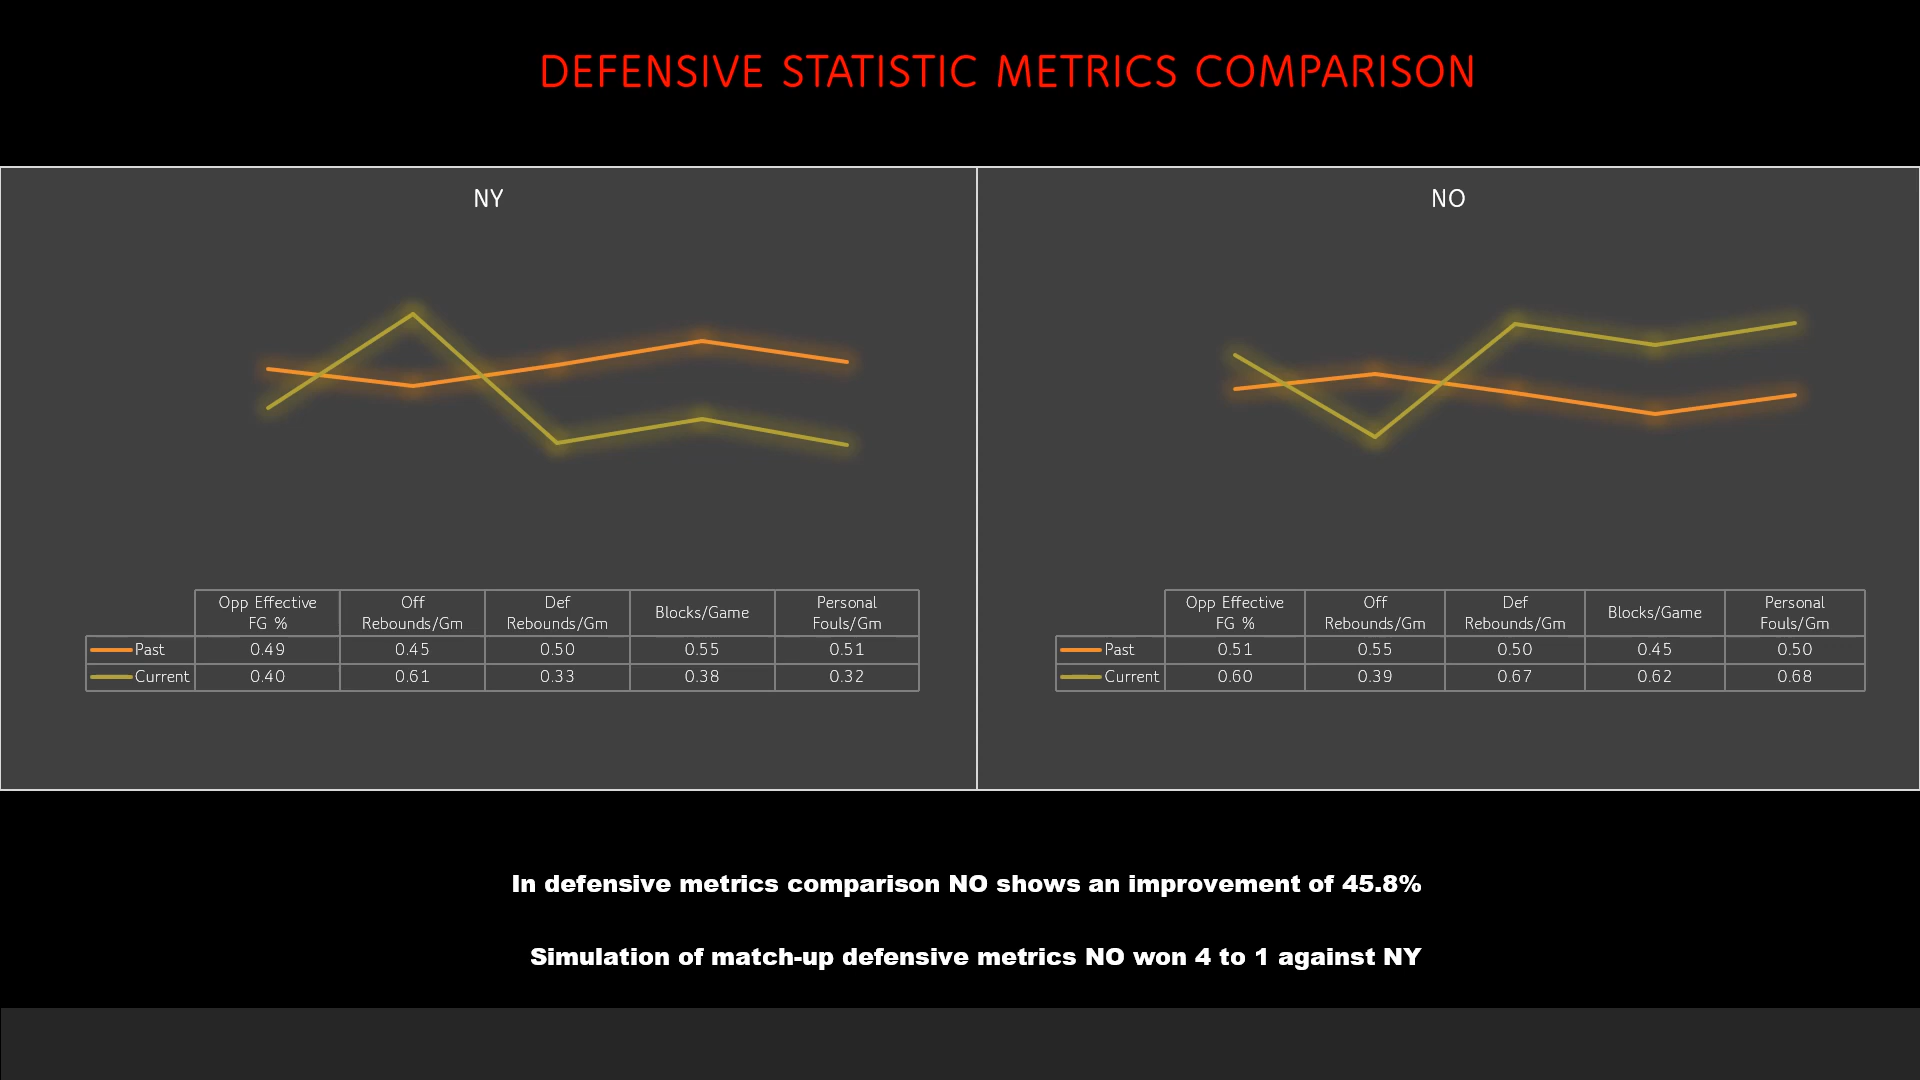 DEFENSIVE STATISTIC METRICS COMPARISON
NY
Opp Effective FG % Off Rebounds/Gm Def Rebounds/Gm Blocks/Game Personal Fouls/Gm
Past 0.49 0.45 0.50 0.55 0.51
Current 0.40 0.61 0.33 0.38 0.32
NO
Opp Effective FG % Off Rebounds/Gm Def Rebounds/Gm Blocks/Game Personal Fouls/Gm
Past 0.51 0.55 0.50 0.45 0.50
Current 0.60 0.39 0.67 0.62 0.68
In defensive metrics comparison NO shows an improvement of 45.8%
Simulation of match-up defensive metrics NO won 4 to 1 against NY